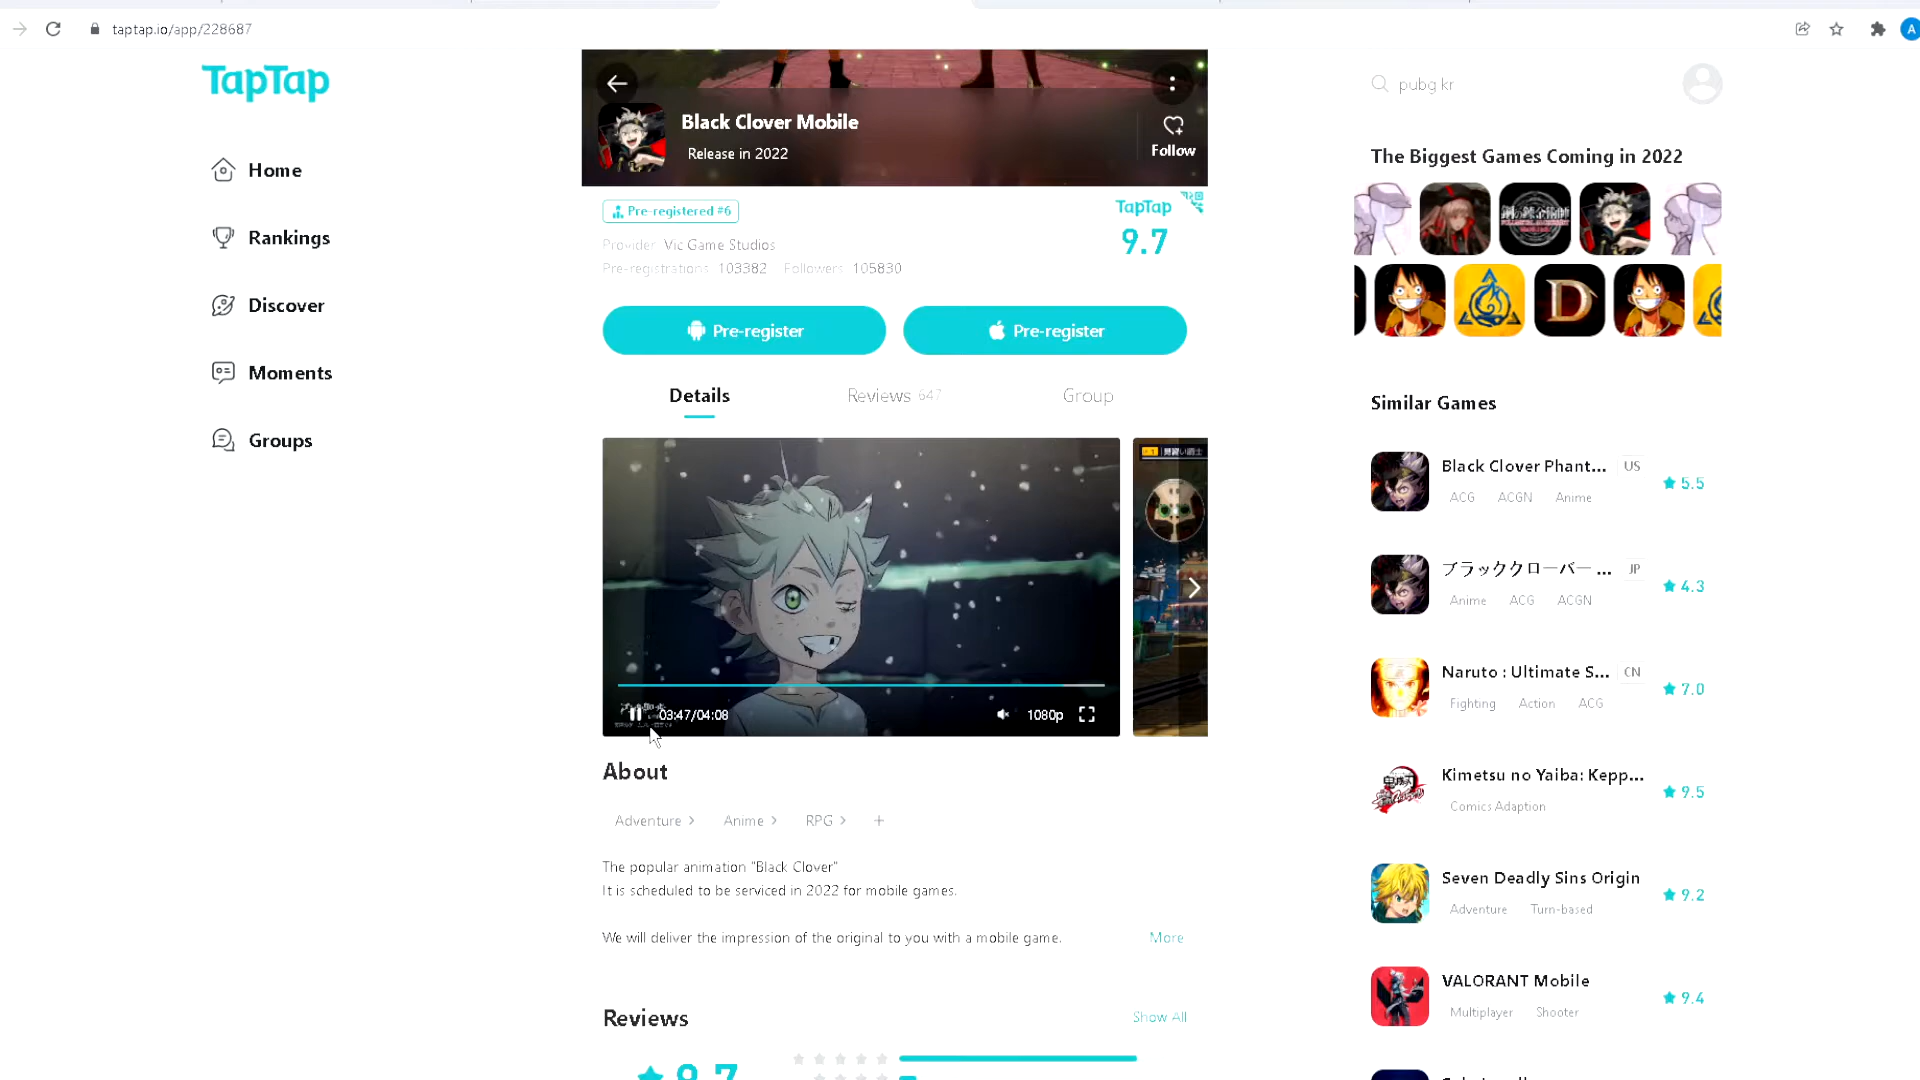 taptap.io/app/228687
A
TapTap
Home
Rankings
Discover
Moments
Groups
Black Clover Mobile
Release in 2022
Follow
Pre-registered #6
Provider Vic Game Studios
Pre-registrations 103382 Followers 105830
TapTap
9.7
Pre-register
Pre-register
Details
Reviews 647
Group
03:47/04:08
1080p
About
Adventure >
Anime >
RPG >
+
The popular animation "Black Clover"
It is scheduled to be serviced in 2022 for mobile games.
We will deliver the impression of the original to you with a mobile game.
More
Reviews
Show All
9.7
pubg kr
The Biggest Games Coming in 2022
D
Similar Games
Black Clover Phant... US
ACG ACGN Anime
5.5
ブラッククローバー ... JP
Anime ACG ACGN
4.3
Naruto : Ultimate S... CN
Fighting Action ACG
7.0
Kimetsu no Yaiba: Kepp...
Comics Adaption
9.5
Seven Deadly Sins Origin
Adventure Turn-based
9.2
VALORANT Mobile
Multiplayer Shooter
9.4